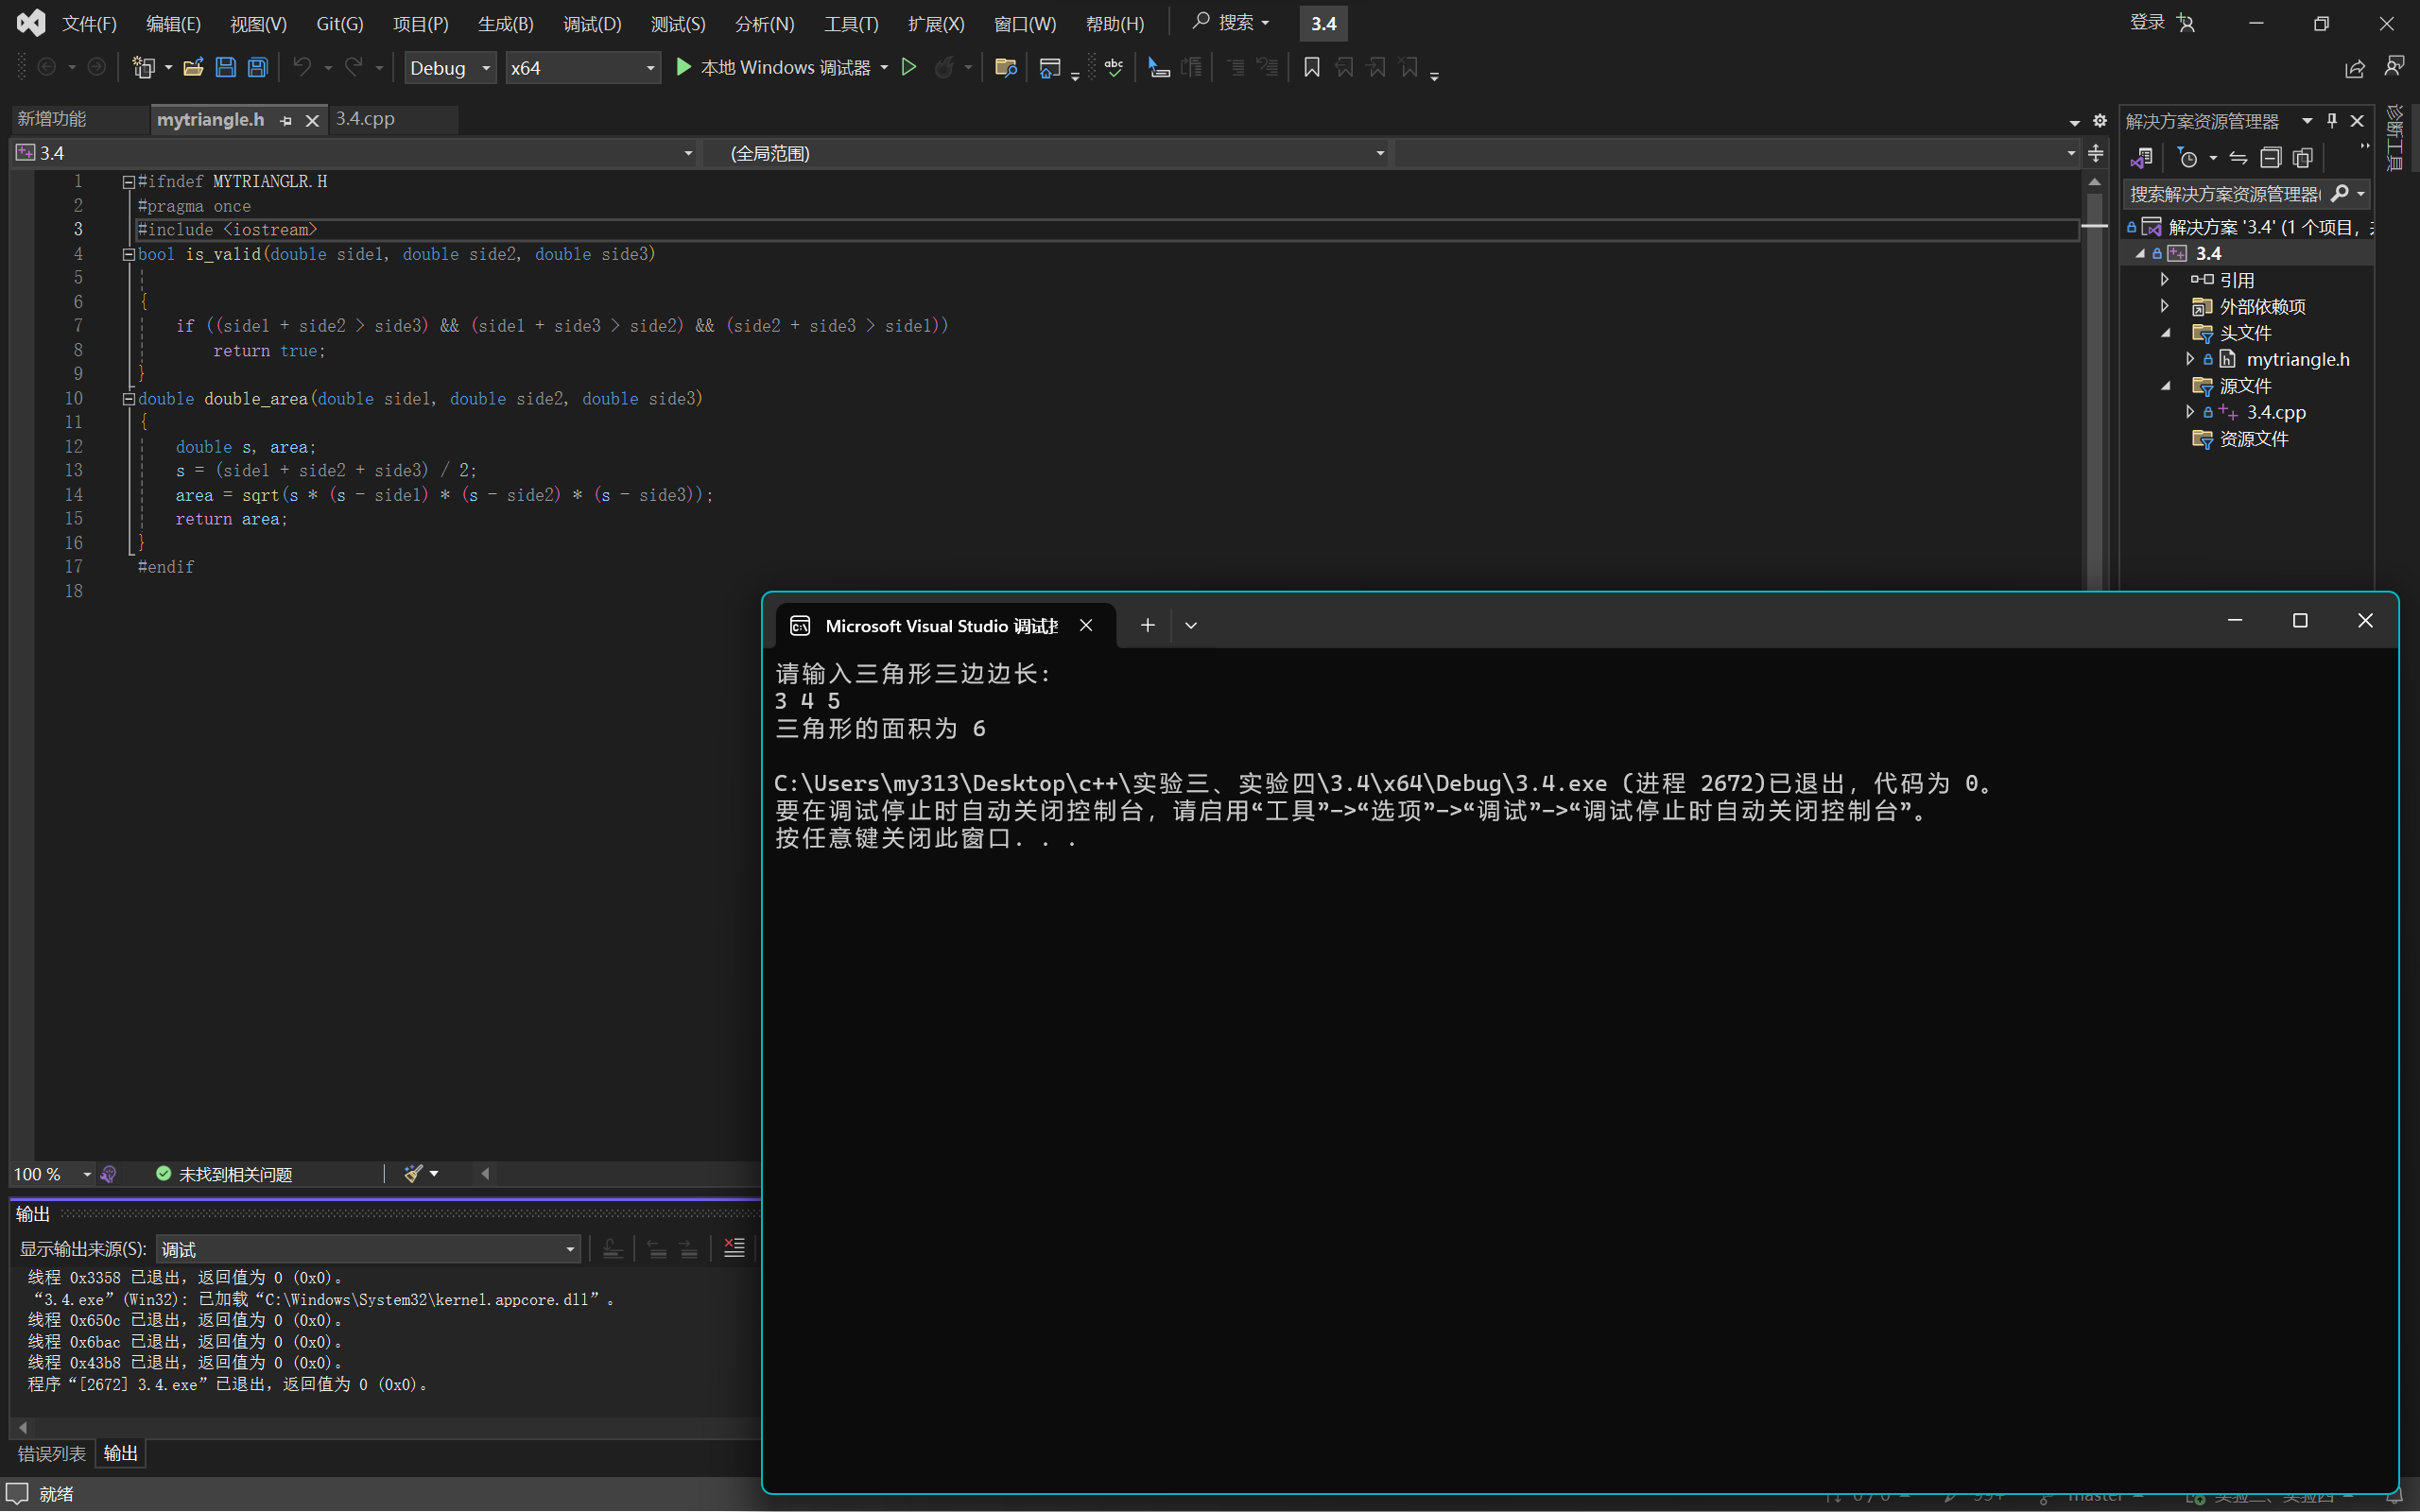 文件(F) 编辑(E) 视图(V) Git(G) 项目(P) 生成(B) 调试(D) 测试(S) 分析(N) 工具(T) 扩展(X) 窗口(W) 帮助(H) 搜索 3.4 登录
Debug x64 本地 Windows 调试器
新增功能 mytriangle.h 3.4.cpp
3.4 (全局范围)
1 #ifndef MYTRIANGLR.H
2 #pragma once
3 #include <iostream>
4 bool is_valid(double side1, double side2, double side3)
5
6 {
7 if ((side1 + side2 > side3) && (side1 + side3 > side2) && (side2 + side3 > side1))
8 return true;
9 }
10 double double_area(double side1, double side2, double side3)
11 {
12 double s, area;
13 s = (side1 + side2 + side3) / 2;
14 area = sqrt(s * (s - side1) * (s - side2) * (s - side3));
15 return area;
16 }
17 #endif
18
解决方案资源管理器
搜索解决方案资源管理器(
解决方案 '3.4' (1 个项目,
3.4
引用
外部依赖项
头文件
mytriangle.h
源文件
3.4.cpp
资源文件
诊断工具
Microsoft Visual Studio 调试
请输入三角形三边边长:
3 4 5
三角形的面积为 6
C:\Users\my313\Desktop\c++\实验三、实验四\3.4\x64\Debug\3.4.exe (进程 2672)已退出，代码为 0。
要在调试停止时自动关闭控制台，请启用“工具”->“选项”->“调试”->“调试停止时自动关闭控制台”。
按任意键关闭此窗口. . .
100 % 未找到相关问题
输出
显示输出来源(S): 调试
线程 0x3358 已退出，返回值为 0 (0x0)。
“3.4.exe”(Win32): 已加载“C:\Windows\System32\kernel.appcore.dll”。
线程 0x650c 已退出，返回值为 0 (0x0)。
线程 0x6bac 已退出，返回值为 0 (0x0)。
线程 0x43b8 已退出，返回值为 0 (0x0)。
程序“[2672] 3.4.exe”已退出，返回值为 0 (0x0)。
错误列表 输出
就绪